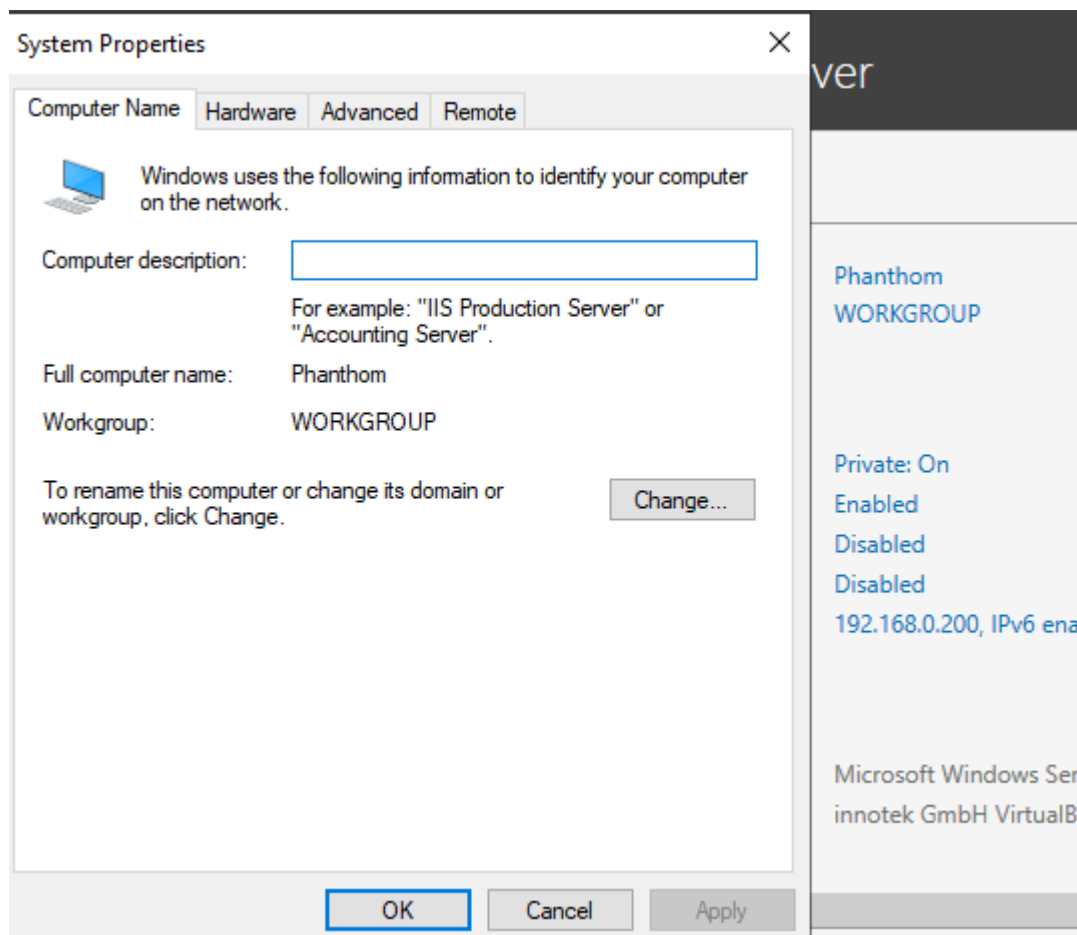 System Properties
ver
Computer Name Hardware Advanced Remote
Windows uses the following information to identify your computer
on the network.
Computer description:
For example: "IIS Production Server" or
"Accounting Server".
Full computer name: Phanthom
Workgroup: WORKGROUP
To rename this computer or change its domain or
workgroup, click Change.
Change...
OK Cancel Apply
Phanthom
WORKGROUP
Private: On
Enabled
Disabled
Disabled
192.168.0.200, IPv6 ena
Microsoft Windows Ser
innotek GmbH VirtualB